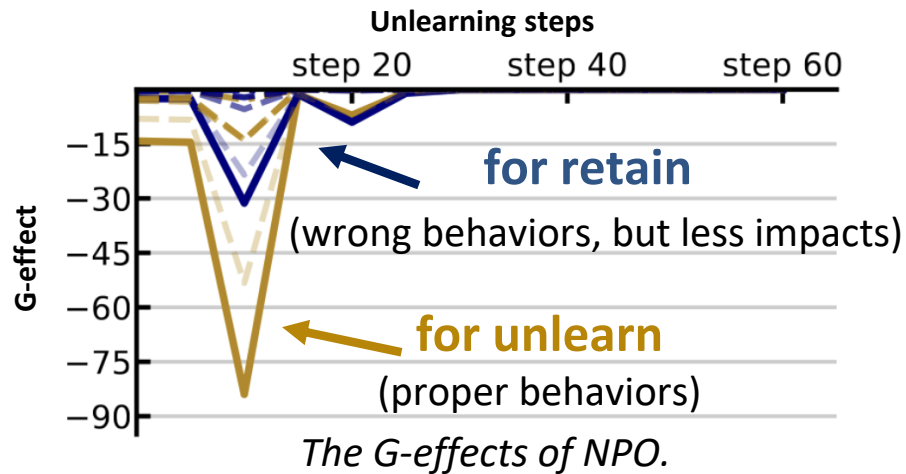 Unlearning steps
step 20 step 40 step 60
−15
for retain
−30
(wrong behaviors, but less impacts)
−45
G-effect
−60
for unlearn
−75
(proper behaviors)
−90
The G-effects of NPO.